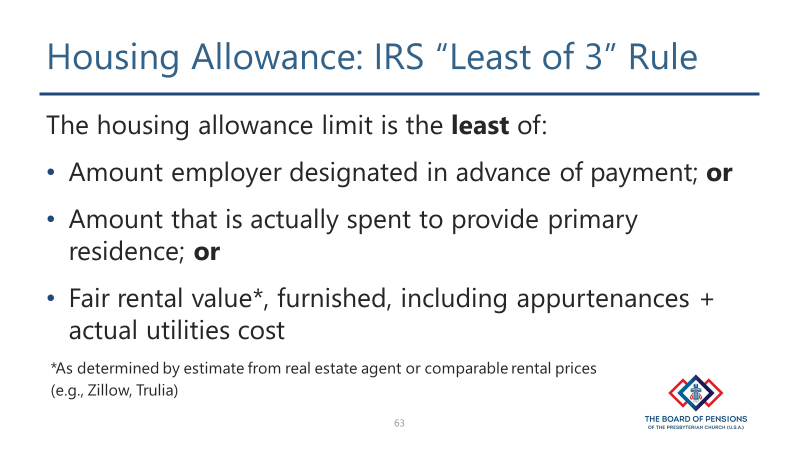 Housing Allowance: IRS “Least of 3” Rule
The housing allowance limit is the least of:
• Amount employer designated in advance of payment; or
• Amount that is actually spent to provide primary
residence; or
• Fair rental value*, furnished, including appurtenances +
actual utilities cost
*As determined by estimate from real estate agent or comparable rental prices
(e.g., Zillow, Trulia)
63
THE BOARD OF PENSIONS
OF THE PRESBYTERIAN CHURCH (U.S.A.)